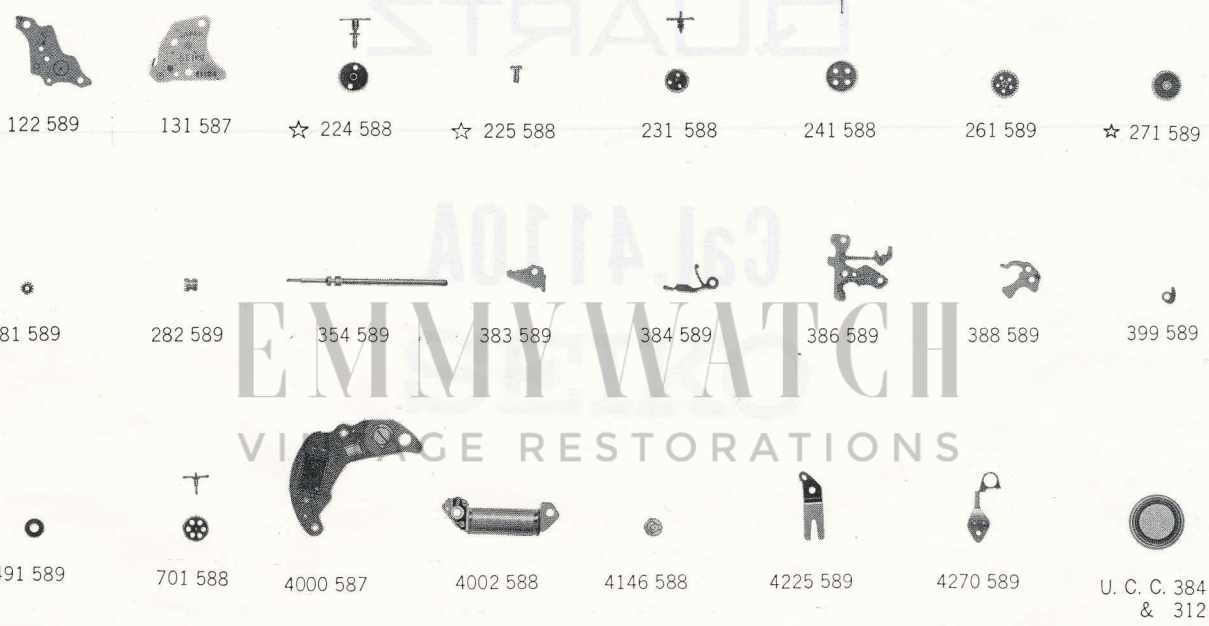 122 589 131 587 ☆ 224 588 ☆ 225 588 231 588 241 588 261 589 ☆ 271 589
81 589 282 589 354 589 383 589 384 589 386 589 388 589 399 589
EMMYWATCH
VINTAGE RESTORATIONS
491 589 701 588 4000 587 4002 588 4146 588 4225 589 4270 589 U. C. C. 384
& 312